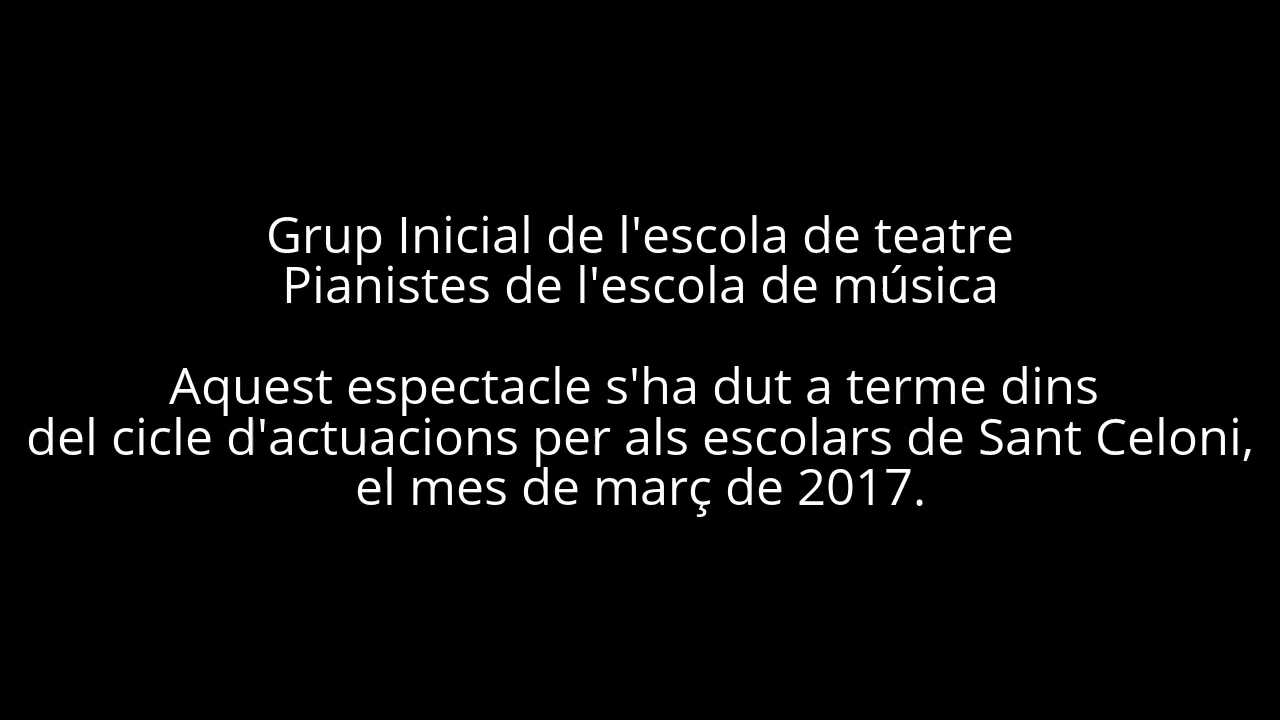 Grup Inicial de l'escola de teatre
Pianistes de l'escola de música
Aquest espectacle s'ha dut a terme dins
del cicle d'actuacions per als escolars de Sant Celoni,
el mes de març de 2017.